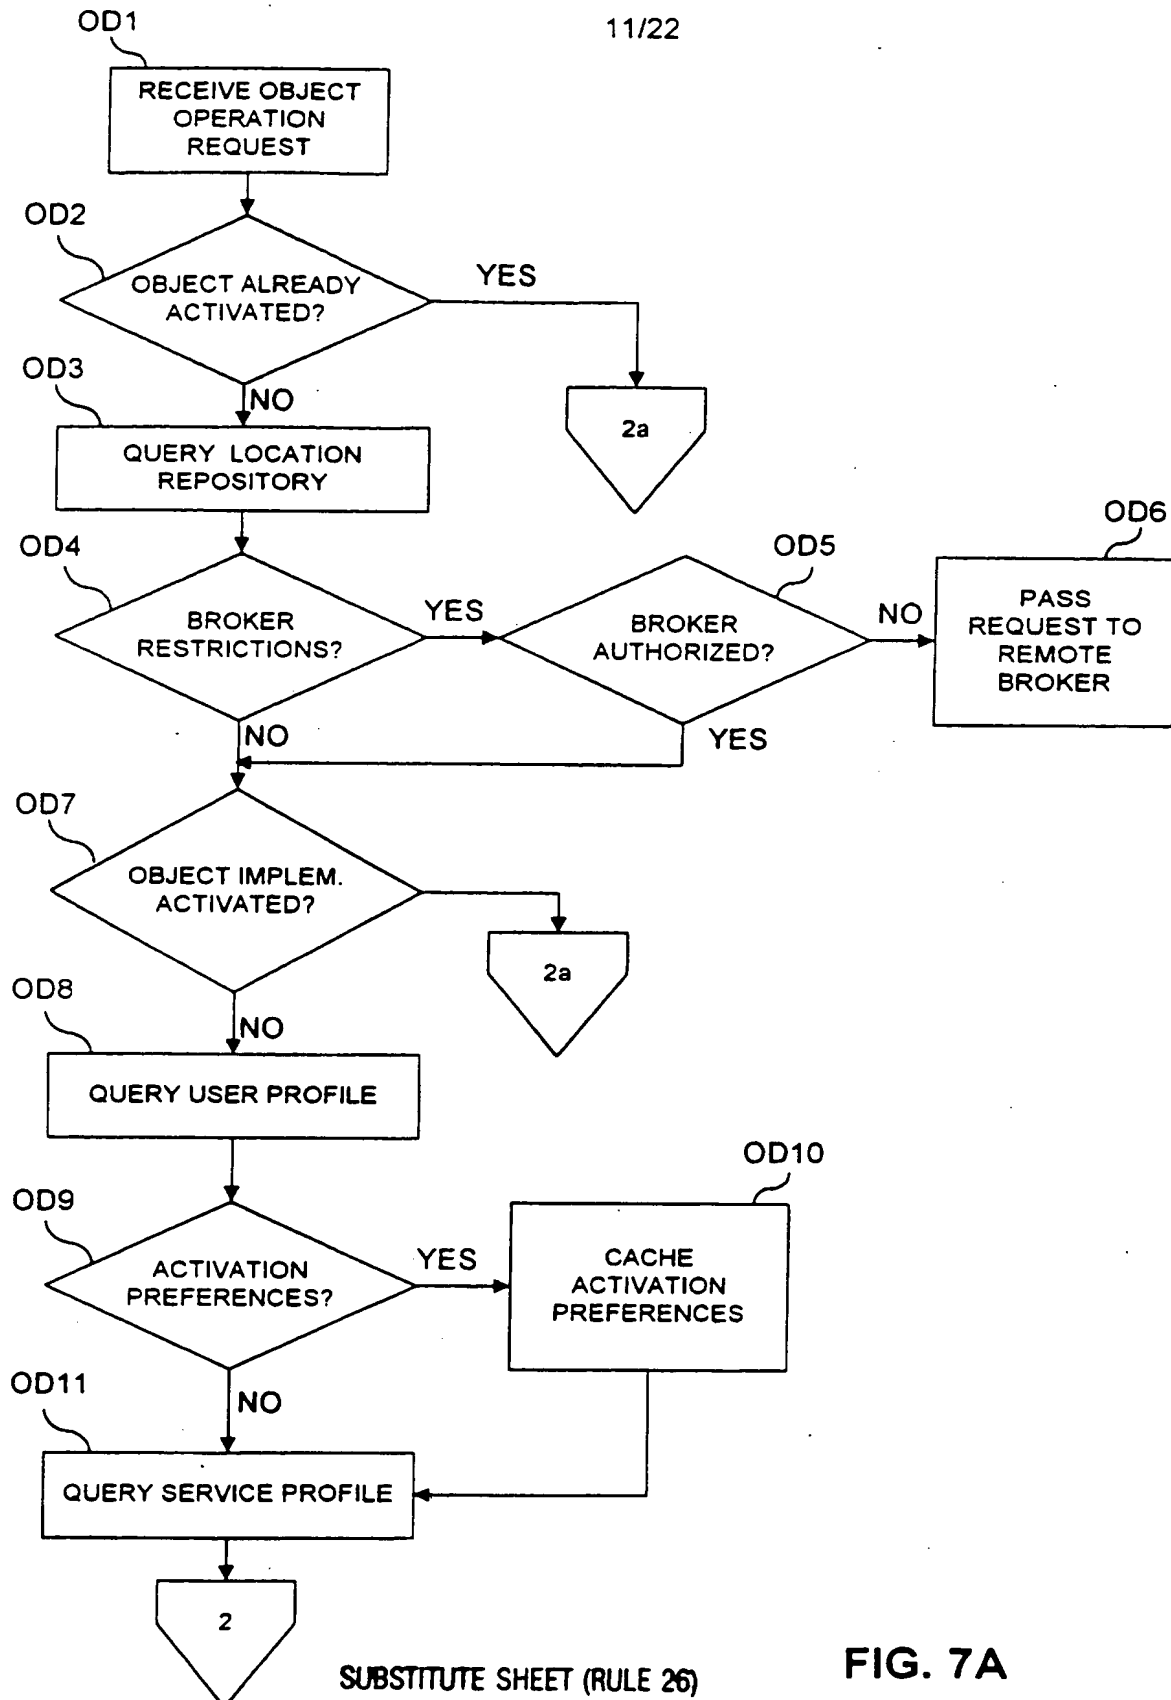 11/22
OD1
RECEIVE OBJECT
OPERATION
REQUEST
OD2
OBJECT ALREADY
ACTIVATED?
YES
2a
NO
OD3
QUERY LOCATION
REPOSITORY
OD4
BROKER
RESTRICTIONS?
YES
OD5
BROKER
AUTHORIZED?
NO
OD6
PASS
REQUEST TO
REMOTE
BROKER
NO
YES
OD7
OBJECT IMPLEM.
ACTIVATED?
2a
NO
OD8
QUERY USER PROFILE
OD9
ACTIVATION
PREFERENCES?
YES
OD10
CACHE
ACTIVATION
PREFERENCES
NO
OD11
QUERY SERVICE PROFILE
2
SUBSTITUTE SHEET (RULE 26)
FIG. 7A